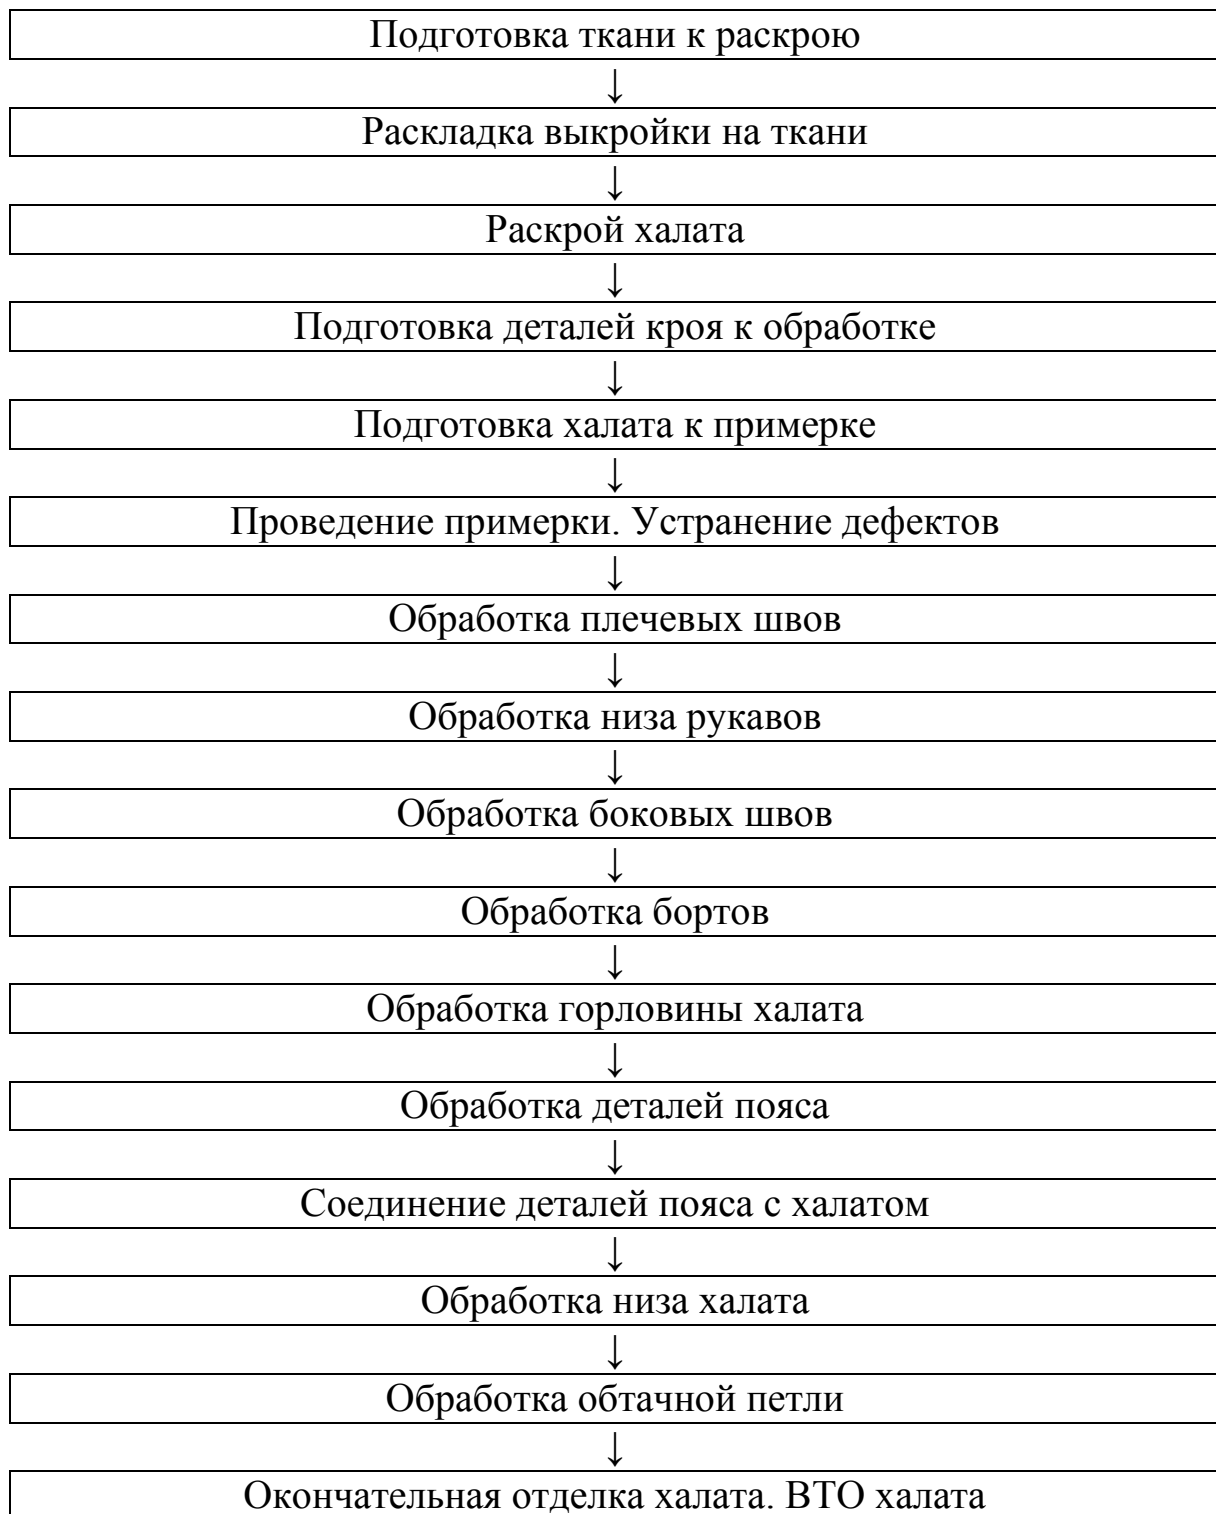 Подготовка ткани к раскрою
↓
Раскладка выкройки на ткани
↓
Раскрой халата
↓
Подготовка деталей кроя к обработке
↓
Подготовка халата к примерке
↓
Проведение примерки. Устранение дефектов
↓
Обработка плечевых швов
↓
Обработка низа рукавов
↓
Обработка боковых швов
↓
Обработка бортов
↓
Обработка горловины халата
↓
Обработка деталей пояса
↓
Соединение деталей пояса с халатом
↓
Обработка низа халата
↓
Обработка обтачной петли
↓
Окончательная отделка халата. ВТО халата